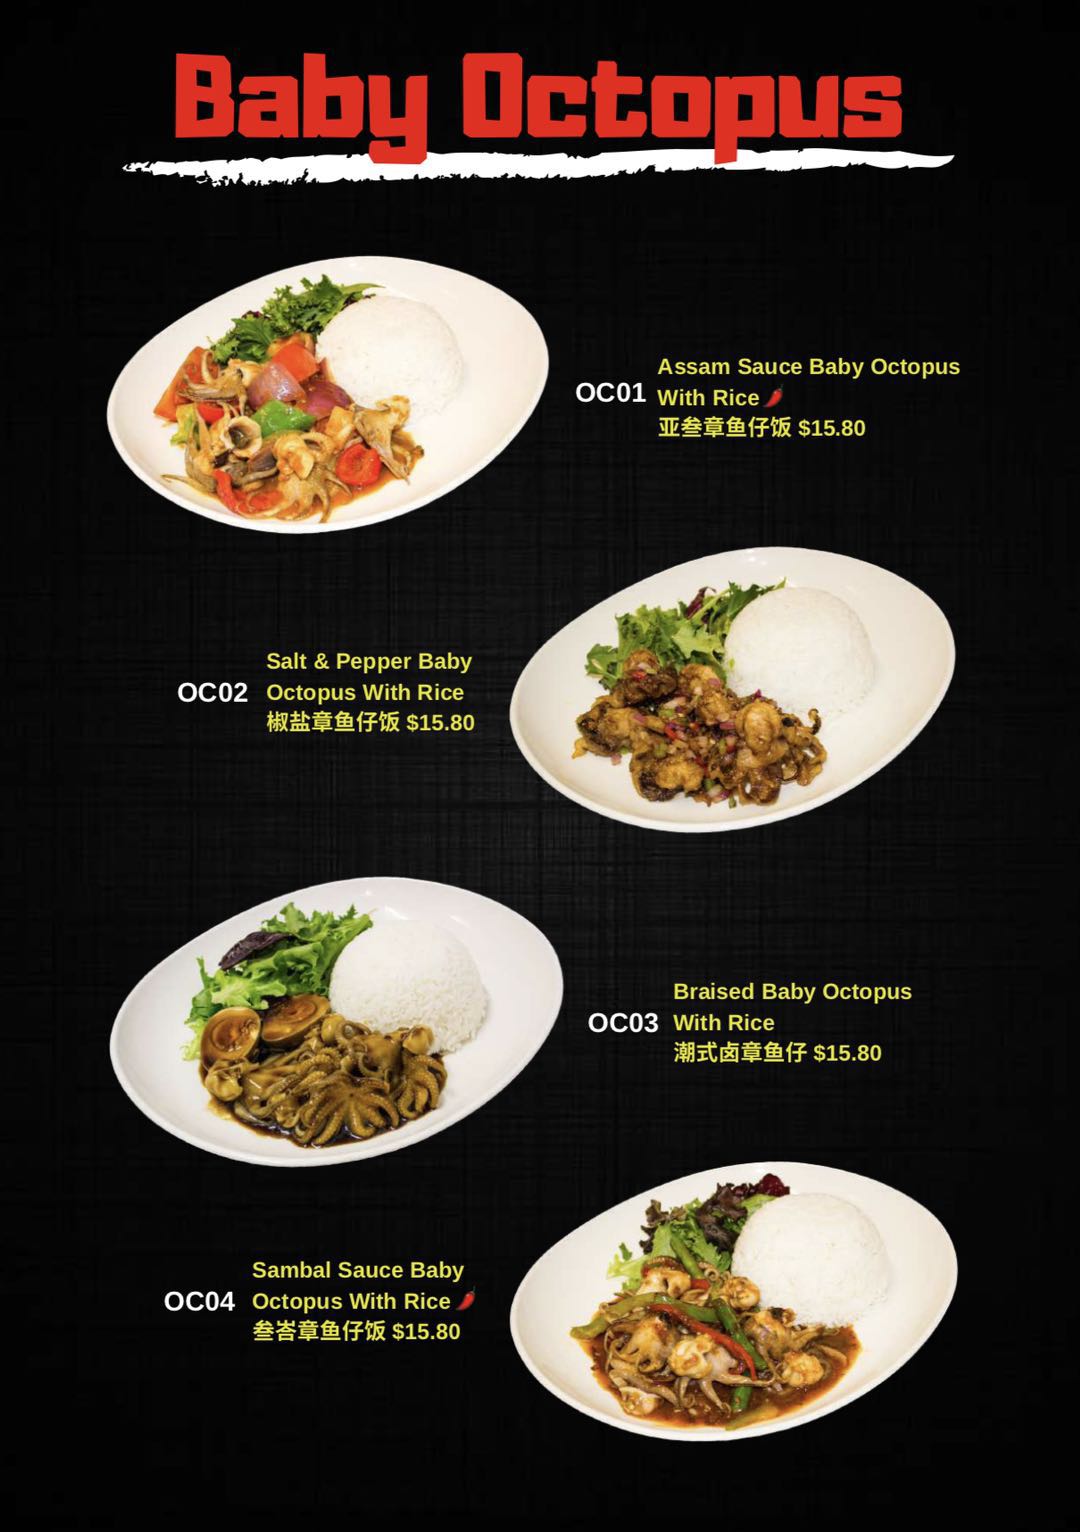 Baby Octopus
OC01
Assam Sauce Baby Octopus
With Rice🌶️
亚叁章鱼仔饭 $15.80
OC02
Salt & Pepper Baby
Octopus With Rice
椒盐章鱼仔饭 $15.80
OC03
Braised Baby Octopus
With Rice
潮式卤章鱼仔 $15.80
OC04
Sambal Sauce Baby
Octopus With Rice🌶️
叁峇章鱼仔饭 $15.80